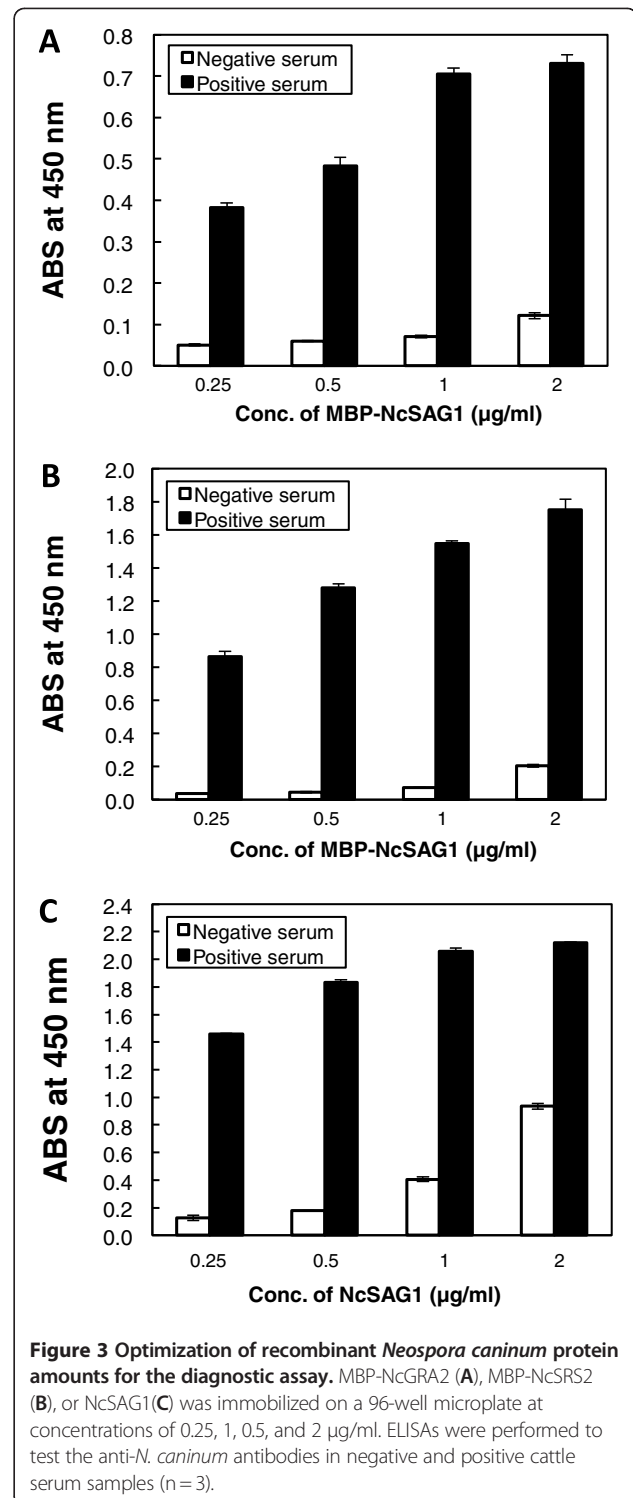 A
0.8
0.7
0.6
0.5
0.4
0.3
0.2
0.1
0.0
ABS at 450 nm
Negative serum
Positive serum
0.25 0.5 1 2
Conc. of MBP-NcSAG1 (µg/ml)
B
2.0
1.8
1.6
1.4
1.2
1.0
0.8
0.6
0.4
0.2
0.0
ABS at 450 nm
Negative serum
Positive serum
0.25 0.5 1 2
Conc. of MBP-NcSAG1 (µg/ml)
C
2.4
2.2
2.0
1.8
1.6
1.4
1.2
1.0
0.8
0.6
0.4
0.2
0.0
ABS at 450 nm
Negative serum
Positive serum
0.25 0.5 1 2
Conc. of NcSAG1 (µg/ml)
Figure 3 Optimization of recombinant Neospora caninum protein
amounts for the diagnostic assay. MBP-NcGRA2 (A), MBP-NcSRS2
(B), or NcSAG1(C) was immobilized on a 96-well microplate at
concentrations of 0.25, 1, 0.5, and 2 µg/ml. ELISAs were performed to
test the anti-N. caninum antibodies in negative and positive cattle
serum samples (n = 3).